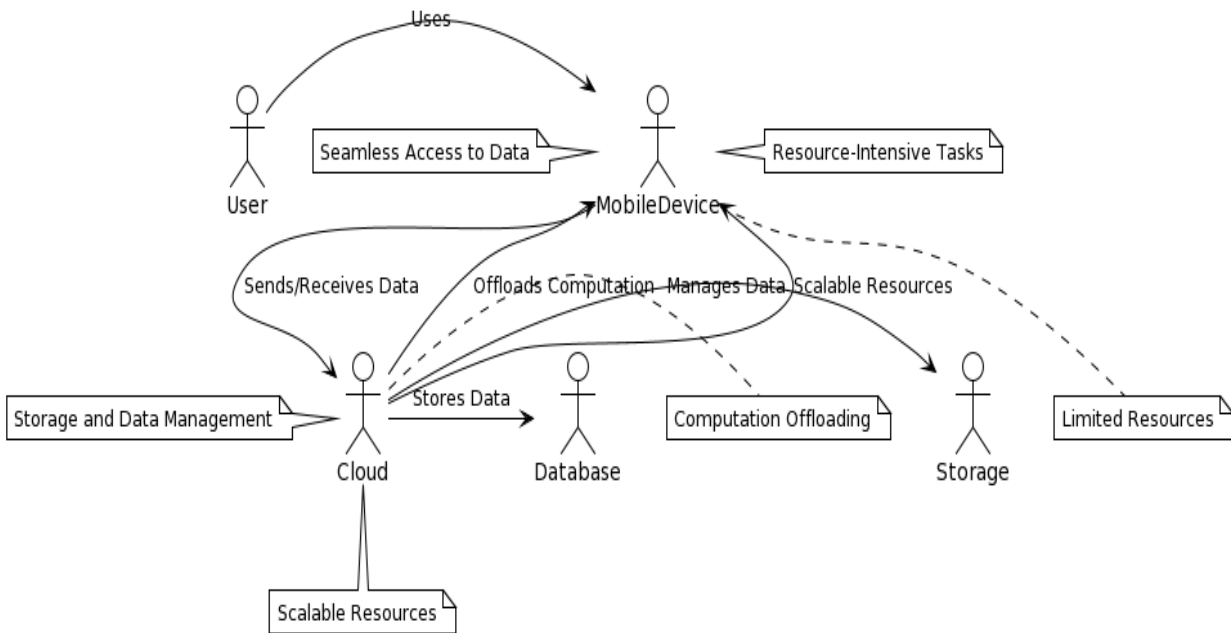 Uses
Seamless Access to Data
Resource-Intensive Tasks
User
MobileDevice
Sends/Receives Data
Offloads Computation
Manages Data
Scalable Resources
Stores Data
Storage and Data Management
Computation Offloading
Limited Resources
Cloud
Database
Storage
Scalable Resources